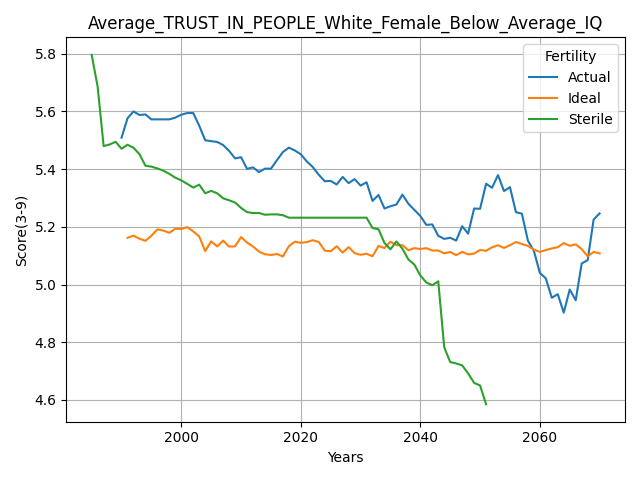 Average_TRUST_IN_PEOPLE_White_Female_Below_Average_IQ
Fertility
Actual
Ideal
Sterile
Score(3-9)
5.8
5.6
5.4
5.2
5.0
4.8
4.6
2000 2020 2040 2060
Years